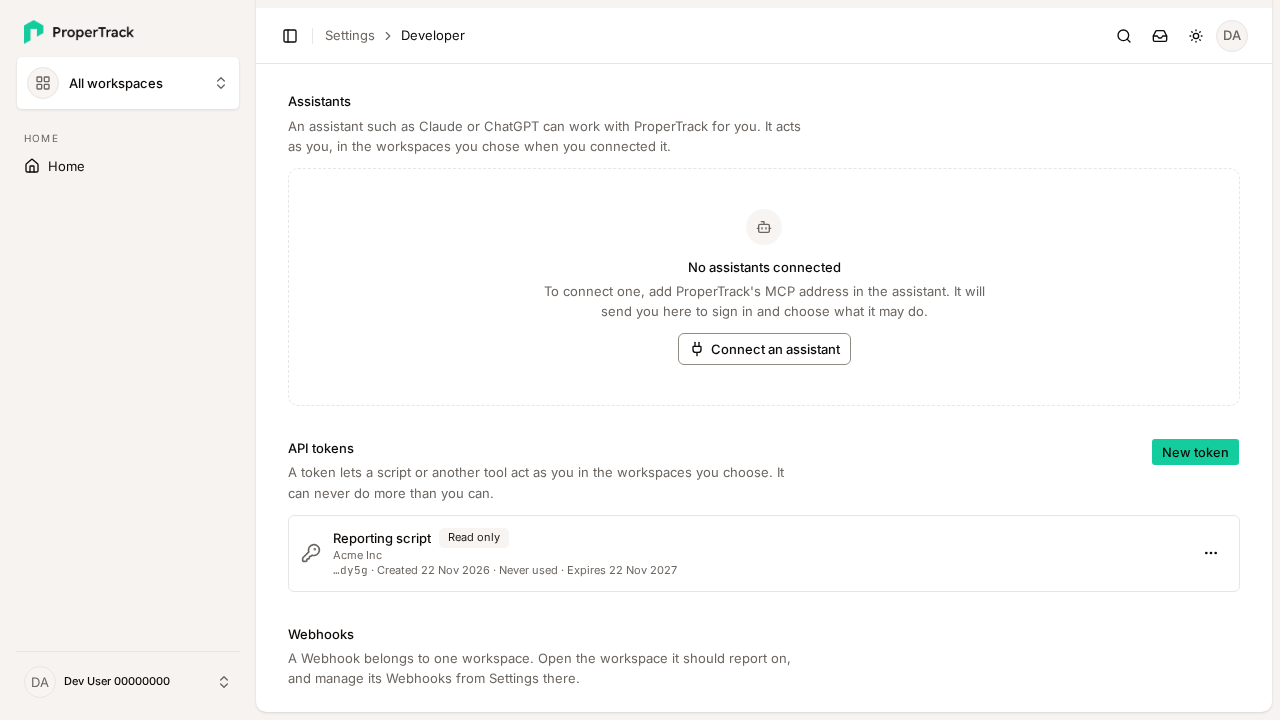 ProperTrack
All workspaces
HOME
Home
DA
Dev User 00000000
Settings
Developer
DA
Assistants
An assistant such as Claude or ChatGPT can work with ProperTrack for you. It acts
as you, in the workspaces you chose when you connected it.
No assistants connected
To connect one, add ProperTrack's MCP address in the assistant. It will
send you here to sign in and choose what it may do.
Connect an assistant
API tokens
New token
A token lets a script or another tool act as you in the workspaces you choose. It
can never do more than you can.
Reporting script
Read only
Acme Inc
…dy5g · Created 22 Nov 2026 · Never used · Expires 22 Nov 2027
Webhooks
A Webhook belongs to one workspace. Open the workspace it should report on,
and manage its Webhooks from Settings there.